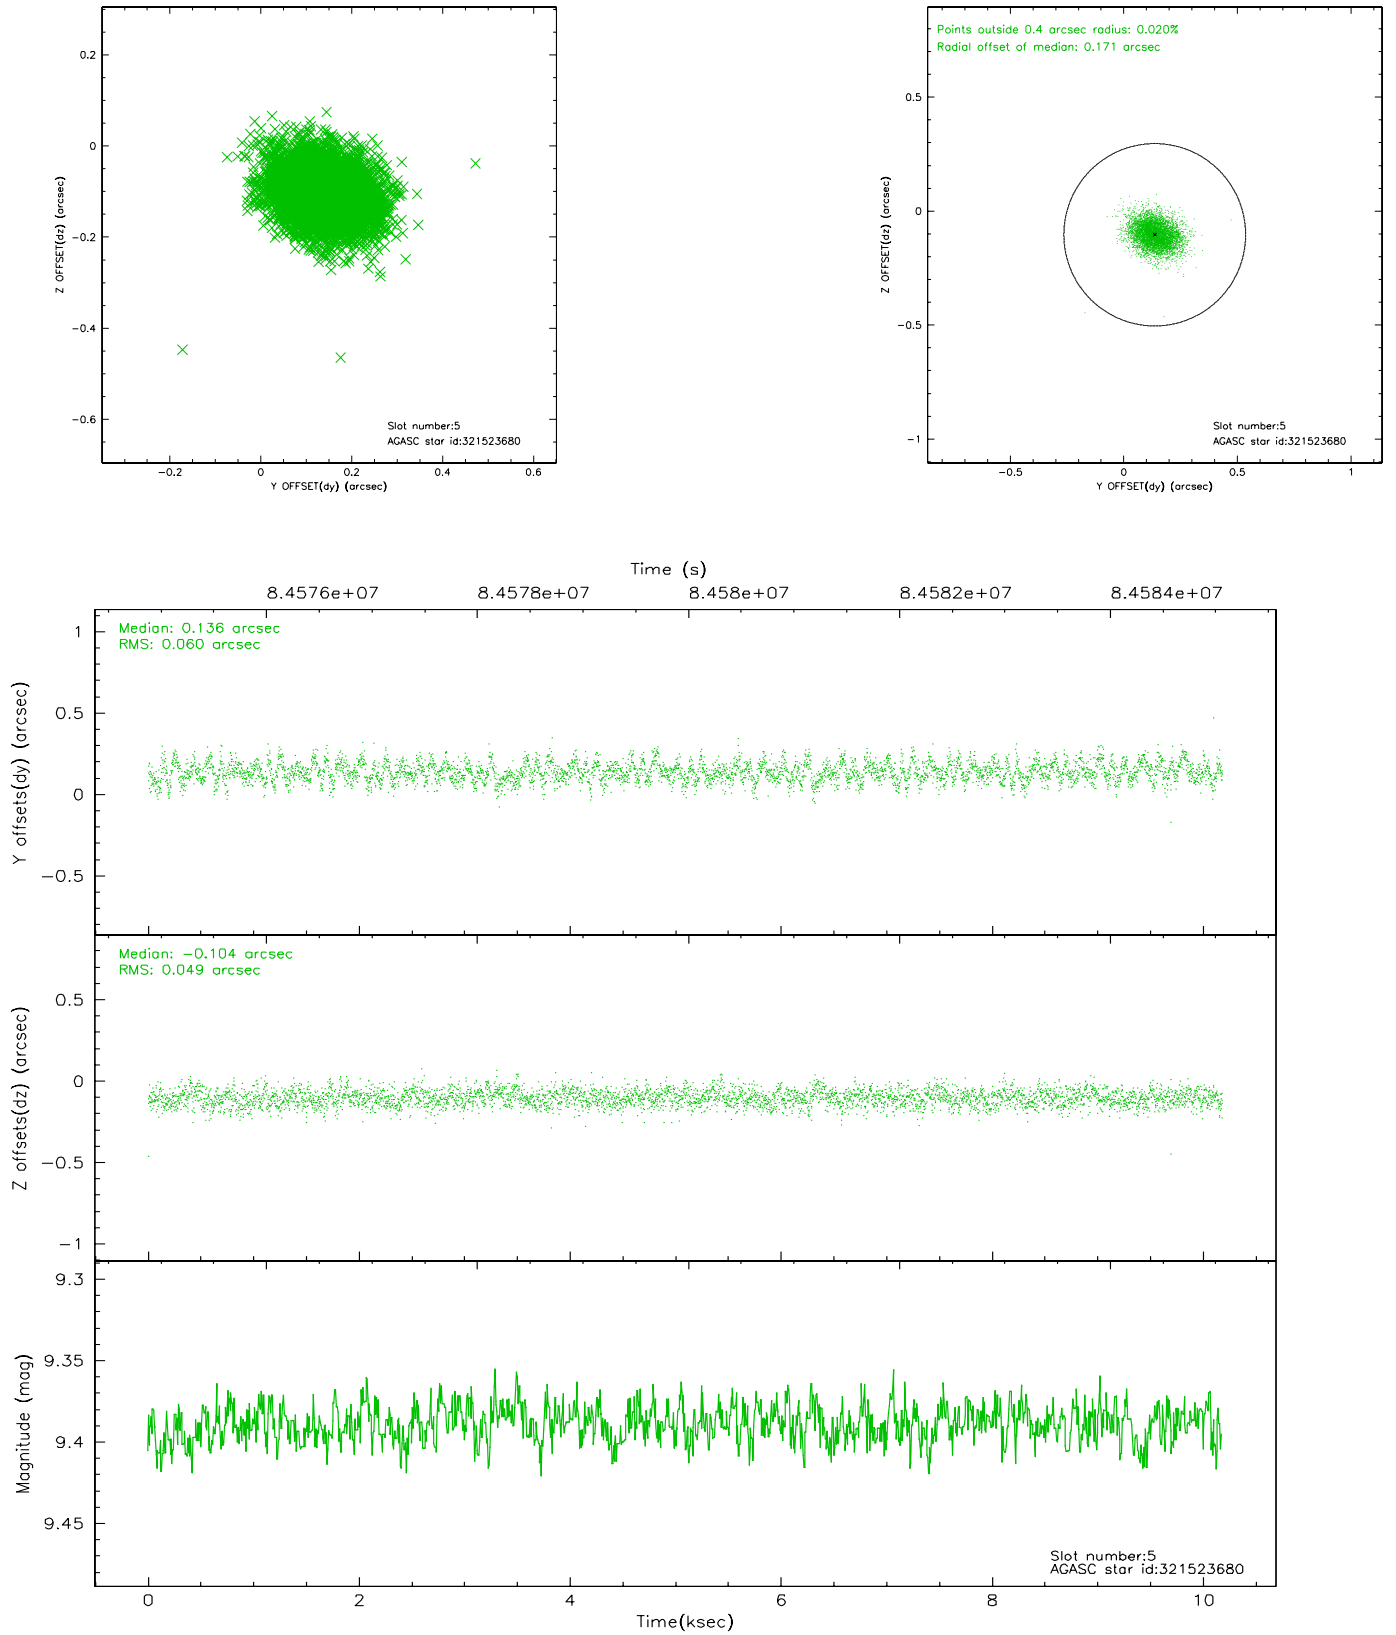 0.2
0
−0.2
−0.4
−0.6
Z OFFSET(dz) (arcsec)
Slot number:5
AGASC star id:321523680
−0.2 0 0.2 0.4 0.6
Y OFFSET(dy) (arcsec)
Points outside 0.4 arcsec radius: 0.020%
Radial offset of median: 0.171 arcsec
0.5
0
−0.5
−1
Z OFFSET(dz) (arcsec)
Slot number:5
AGASC star id:321523680
−0.5 0 0.5 1
Y OFFSET(dy) (arcsec)
Time (s)
8.4576e+07 8.4578e+07 8.458e+07 8.4582e+07 8.4584e+07
Median: 0.136 arcsec
RMS: 0.060 arcsec
1
0.5
0
−0.5
Y offsets(dy) (arcsec)
Median: −0.104 arcsec
RMS: 0.049 arcsec
0.5
0
−0.5
−1
Z offsets(dz) (arcsec)
9.3
9.35
9.4
9.45
Magnitude (mag)
Slot number:5
AGASC star id:321523680
0 2 4 6 8 10
Time(ksec)